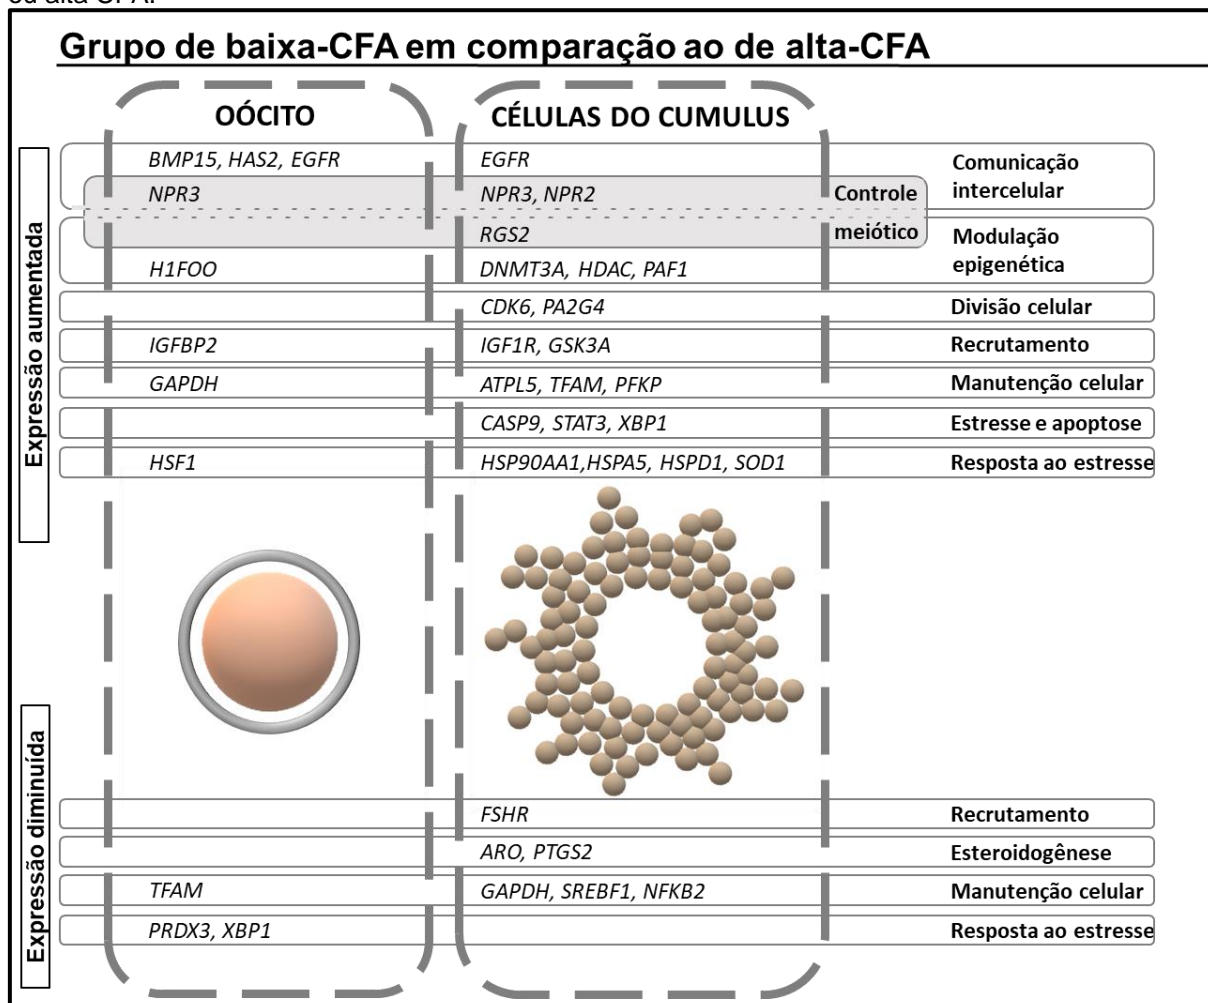 Grupo de baixa-CFA em comparação ao de alta-CFA
OÓCITO CÉLULAS DO CUMULUS
Expressão aumentada
BMP15, HAS2, EGFR EGFR Comunicação
intercelular
NPR3 NPR3, NPR2 Controle
RGS2 meiótico
Modulação
epigenética
H1FOO DNMT3A, HDAC, PAF1
CDK6, PA2G4 Divisão celular
IGFBP2 IGF1R, GSK3A Recrutamento
GAPDH ATPL5, TFAM, PFKP Manutenção celular
CASP9, STAT3, XBP1 Estresse e apoptose
HSF1 HSP90AA1,HSPA5, HSPD1, SOD1 Resposta ao estresse
Expressão diminuída
FSHR Recrutamento
ARO, PTGS2 Esteroidogênese
TFAM GAPDH, SREBF1, NFKB2 Manutenção celular
PRDX3, XBP1 Resposta ao estresse